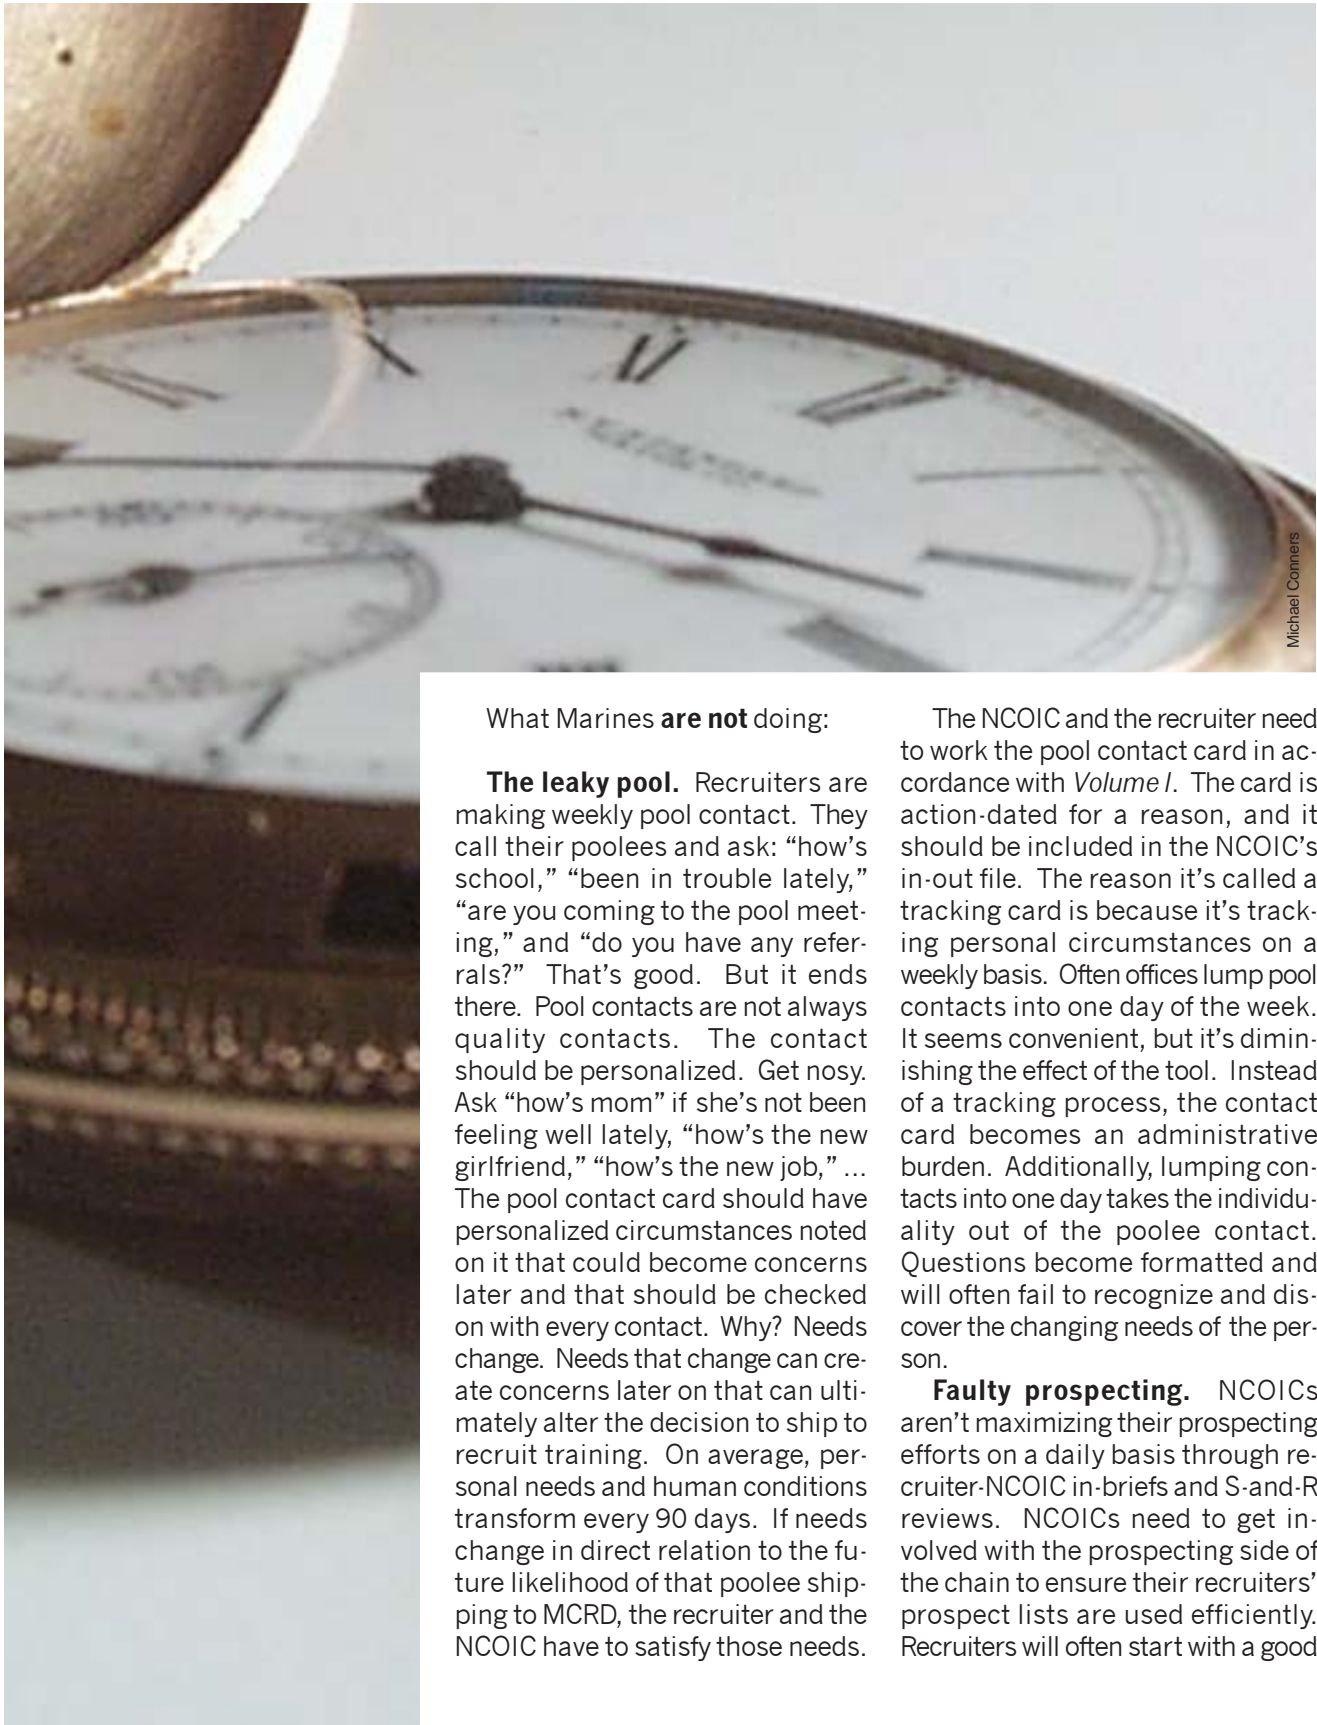 Michael Conners
What Marines are not doing:
The leaky pool. Recruiters are
making weekly pool contact. They
call their poolees and ask: “how’s
school,” “been in trouble lately,”
“are you coming to the pool meet-
ing,” and “do you have any refer-
rals?” That’s good. But it ends
there. Pool contacts are not always
quality contacts. The contact
should be personalized. Get nosy.
Ask “how’s mom” if she’s not been
feeling well lately, “how’s the new
girlfriend,” “how’s the new job,” ...
The pool contact card should have
personalized circumstances noted
on it that could become concerns
later and that should be checked
on with every contact. Why? Needs
change. Needs that change can cre-
ate concerns later on that can ulti-
mately alter the decision to ship to
recruit training. On average, per-
sonal needs and human conditions
transform every 90 days. If needs
change in direct relation to the fu-
ture likelihood of that poolee ship-
ping to MCRD, the recruiter and the
NCOIC have to satisfy those needs.
The NCOIC and the recruiter need
to work the pool contact card in ac-
cordance with Volume I. The card is
action-dated for a reason, and it
should be included in the NCOIC’s
in-out file. The reason it’s called a
tracking card is because it’s track-
ing personal circumstances on a
weekly basis. Often offices lump pool
contacts into one day of the week.
It seems convenient, but it’s dimin-
ishing the effect of the tool. Instead
of a tracking process, the contact
card becomes an administrative
burden. Additionally, lumping con-
tacts into one day takes the individu-
ality out of the poolee contact.
Questions become formatted and
will often fail to recognize and dis-
cover the changing needs of the per-
son.
Faulty prospecting. NCOICs
aren’t maximizing their prospecting
efforts on a daily basis through re-
cruiter-NCOIC in-briefs and S-and-R
reviews. NCOICs need to get in-
volved with the prospecting side of
the chain to ensure their recruiters’
prospect lists are used efficiently.
Recruiters will often start with a good